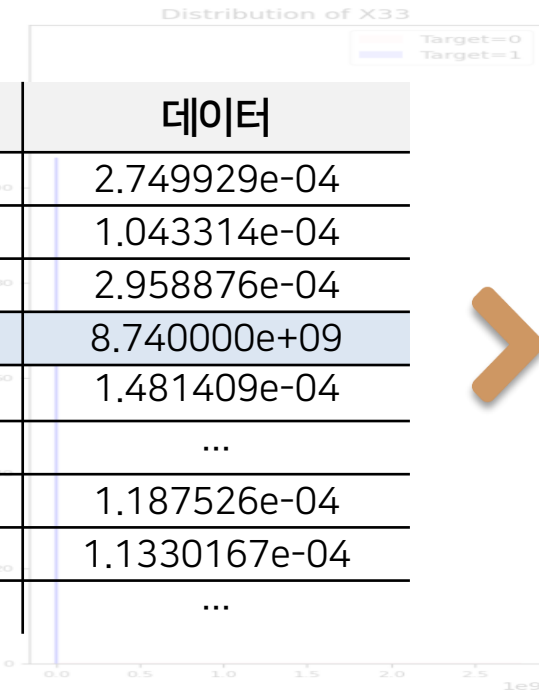 Distribution of X33
Target=0
Target=1
데이터
2.749929e-04
1.043314e-04
2.958876e-04
8.740000e+09
1.481409e-04
...
1.187526e-04
1.1330167e-04
...
0
0.0 0.5 1.0 1.5 2.0 2.5